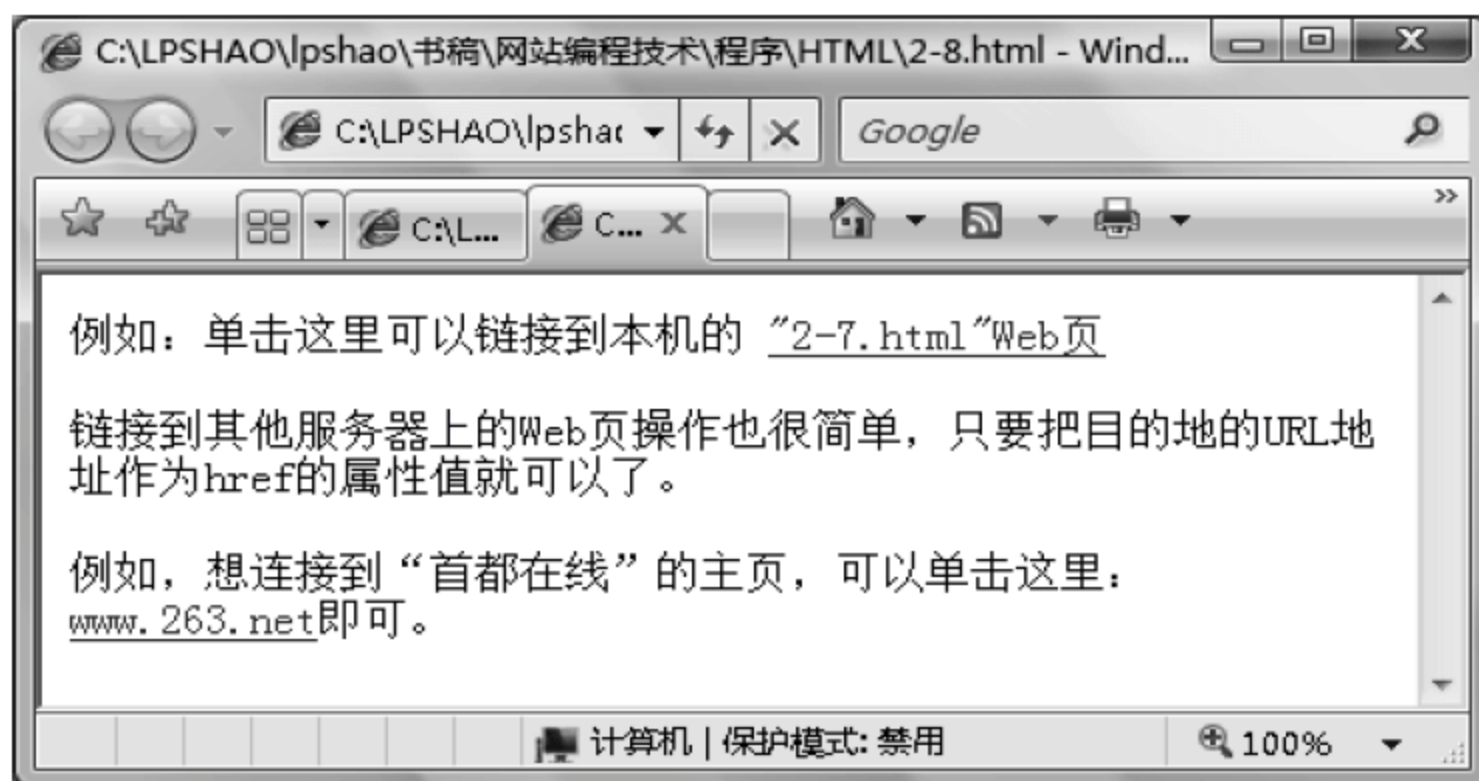 C:\LPSHAO\lpshao\书稿\网站编程技术\程序\HTML\2-8.html - Wind...
C:\LPSHAO\lpshac
Google
C:\L...
C...
例如：单击这里可以链接到本机的 "2-7.html"Web页
链接到其他服务器上的Web页操作也很简单，只要把目的地的URL地
址作为href的属性值就可以了。
例如，想连接到“首都在线”的主页，可以单击这里：
www.263.net即可。
计算机 | 保护模式: 禁用
100%